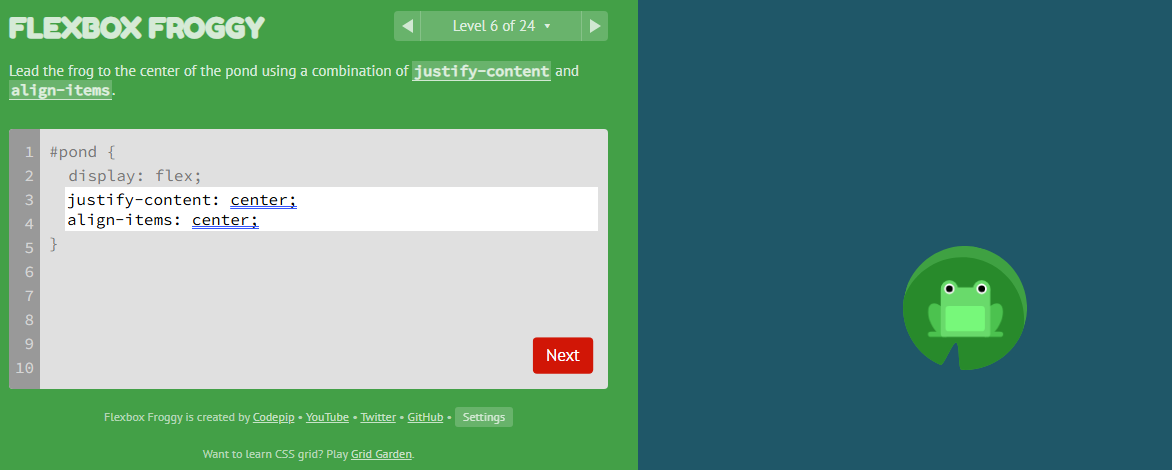 FLEXBOX FROGGY
Level 6 of 24
Lead the frog to the center of the pond using a combination of justify-content and
align-items.
1 #pond {
2 display: flex;
3 justify-content: center;
4 align-items: center;
5 }
6
7
8
9
10
Next
Flexbox Froggy is created by Codepip • YouTube • Twitter • GitHub • Settings
Want to learn CSS grid? Play Grid Garden.